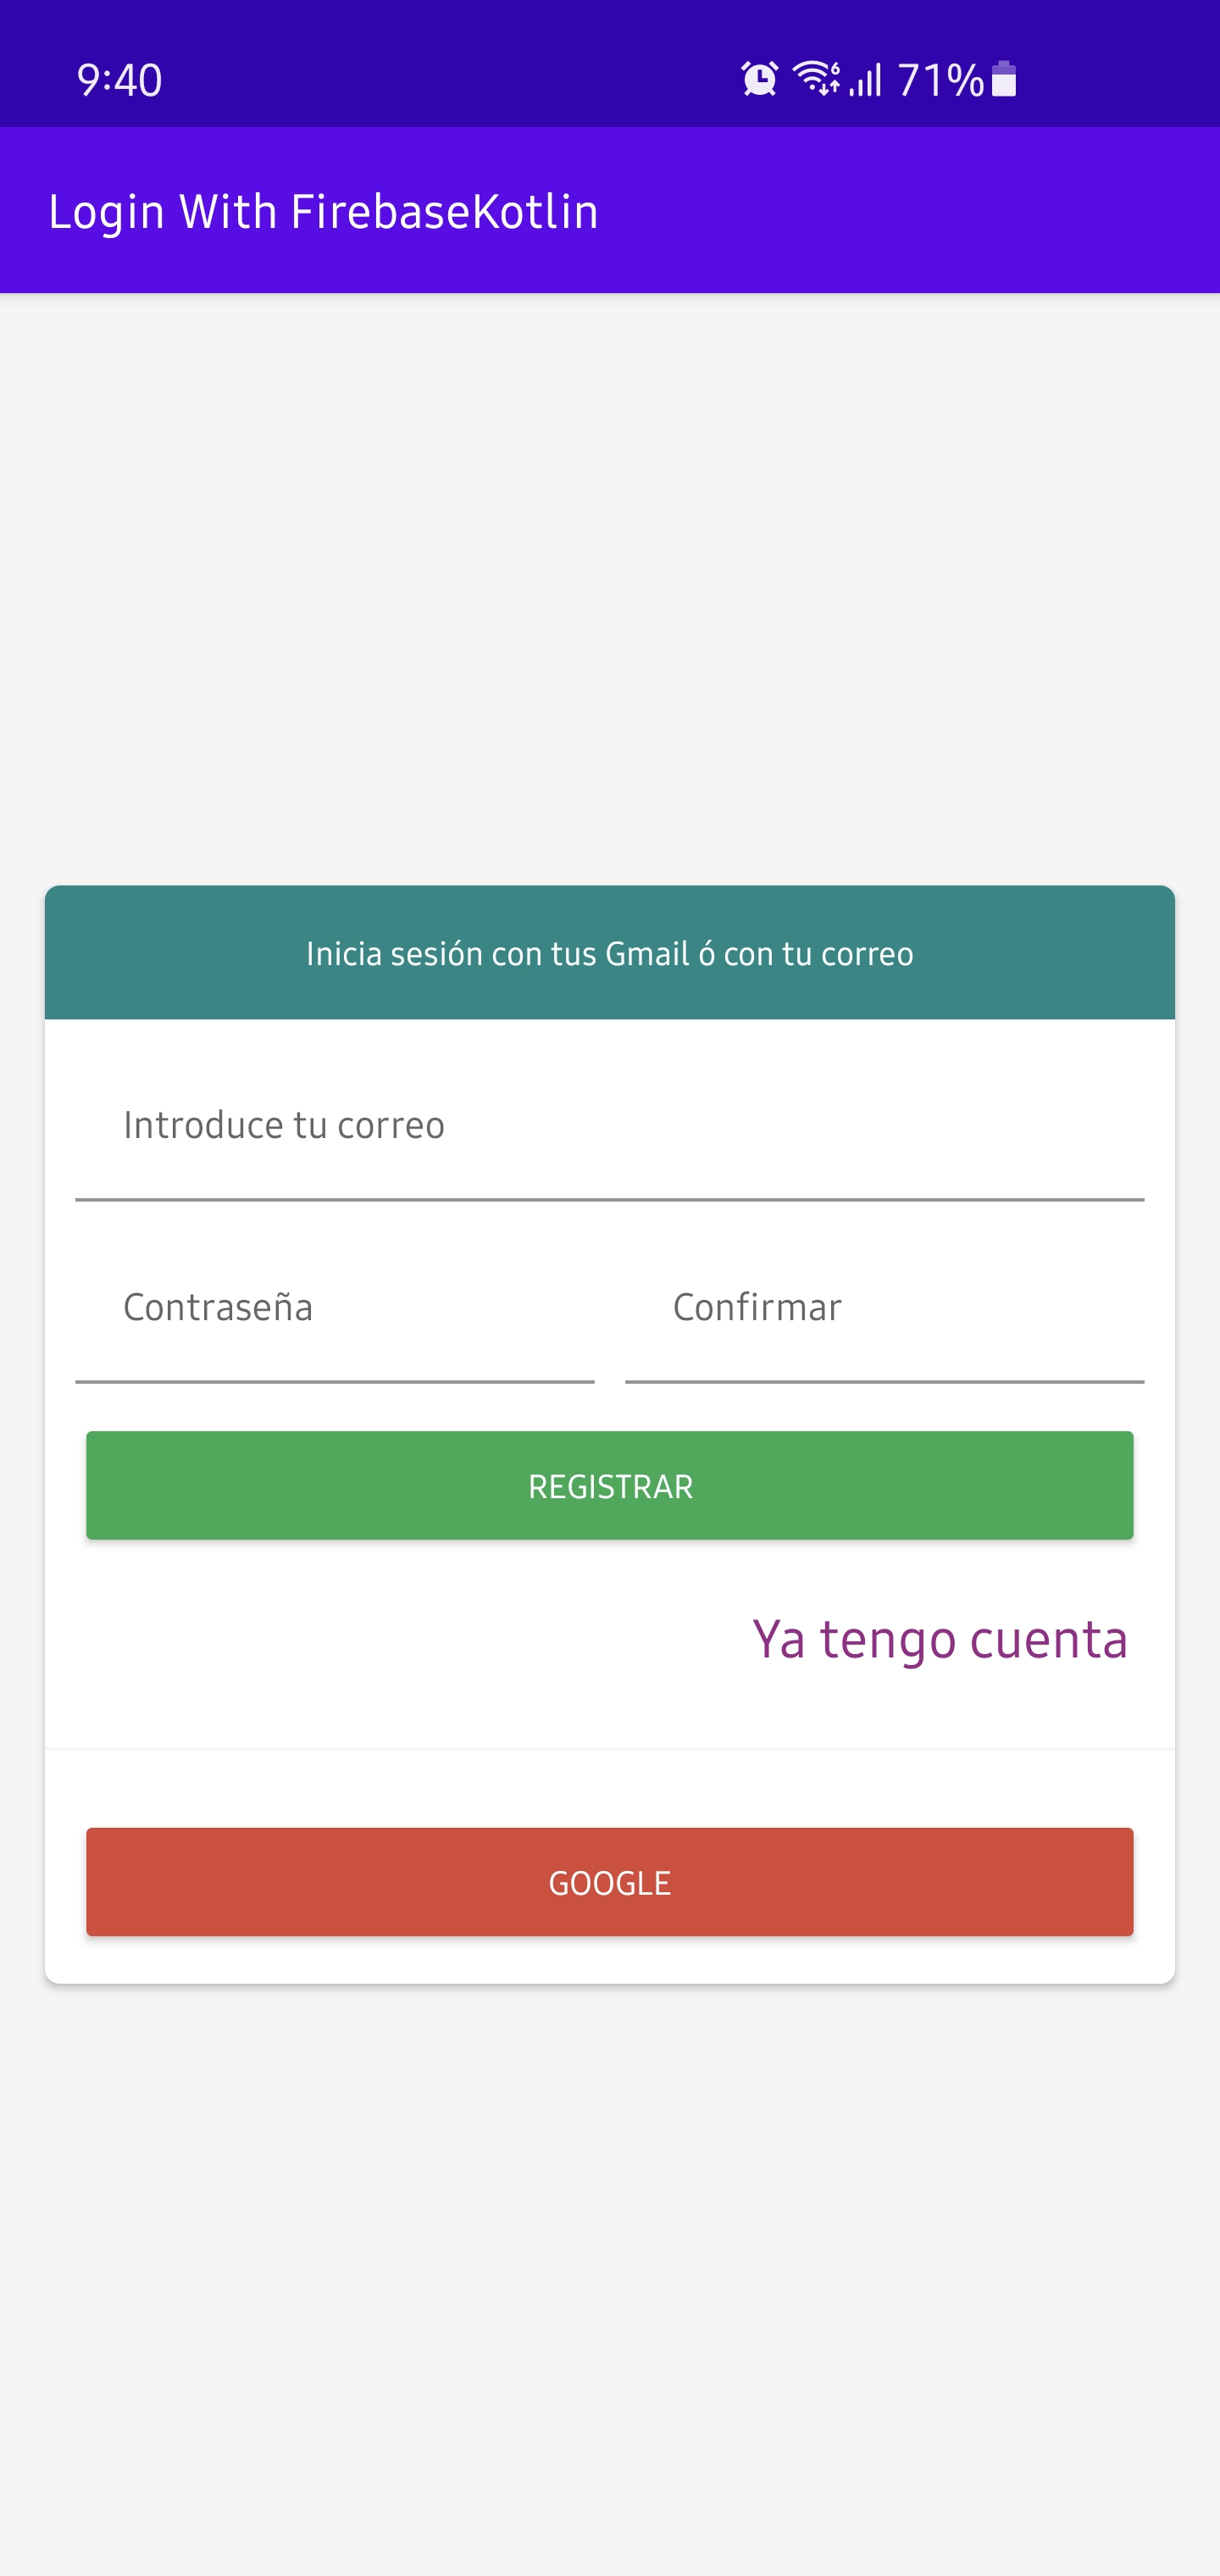 9:40
6 71%
Login With FirebaseKotlin
Inicia sesión con tus Gmail ó con tu correo
Introduce tu correo
Contraseña Confirmar
REGISTRAR
Ya tengo cuenta
GOOGLE